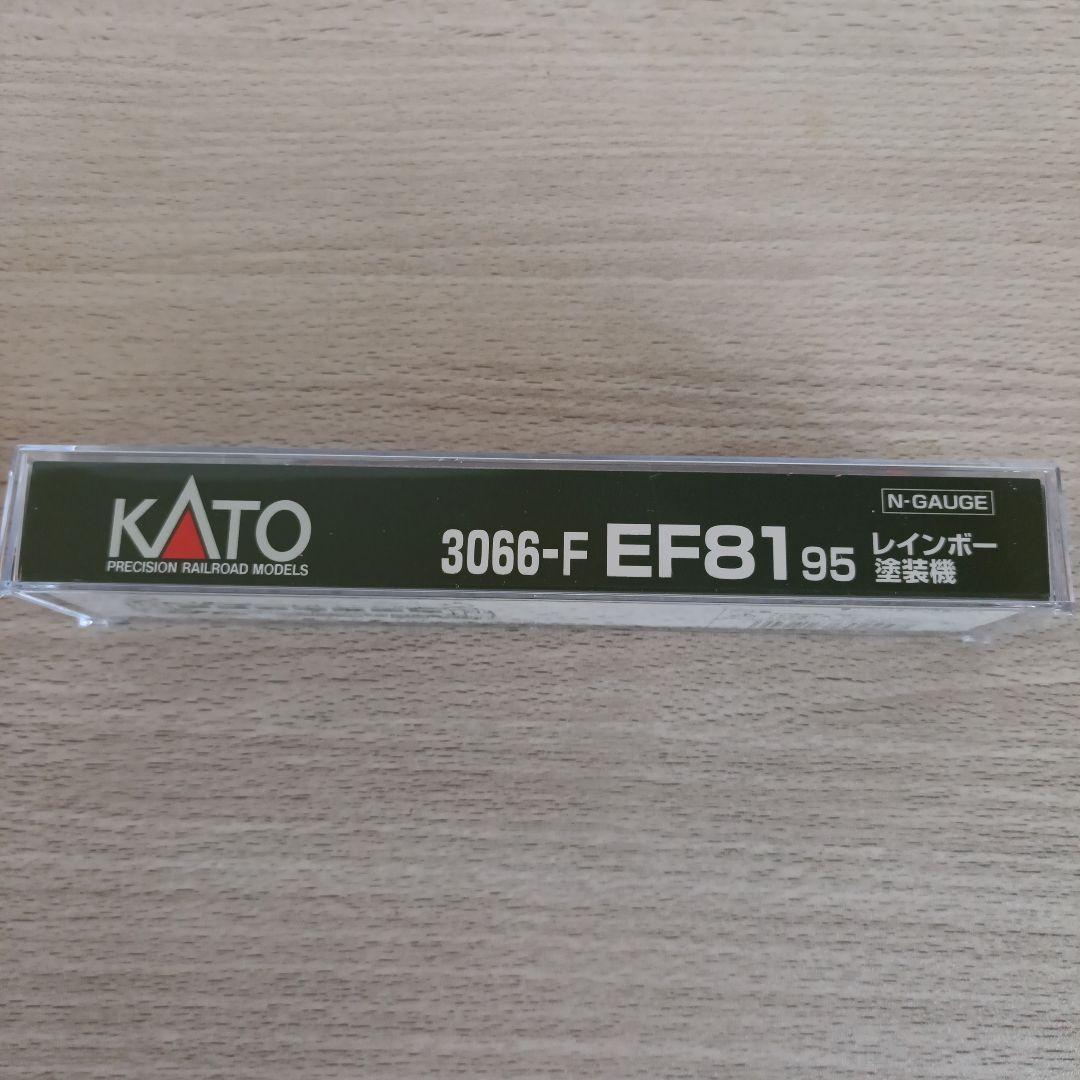 KATO
PRECISION RAILROAD MODELS
3066-F EF81 95 レインボー
塗装機
N-GAUGE